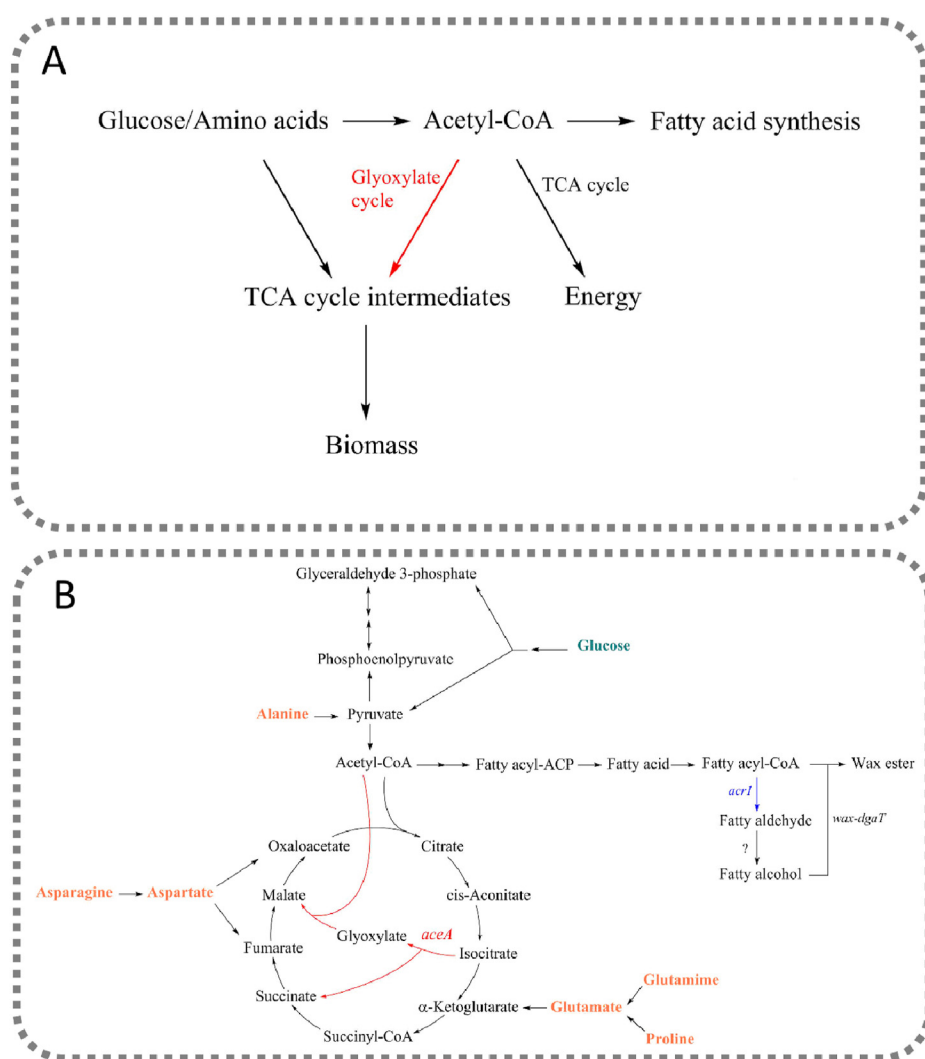 A
Glucose/Amino acids
Acetyl-CoA
Fatty acid synthesis
Glyoxylate
cycle
TCA cycle
TCA cycle intermediates
Energy
Biomass
B
Glyceraldehyde 3-phosphate
Glucose
Phosphoenolpyruvate
Alanine
Pyruvate
Acetyl-CoA
Fatty acyl-ACP
Fatty acid
Fatty acyl-CoA
Wax ester
acrI
wax-dgaT
Fatty aldehyde
?
Fatty alcohol
Oxaloacetate
Citrate
Asparagine
Aspartate
Malate
cis-Aconitate
Glyoxylate
aceA
Fumarate
Isocitrate
Succinate
α-Ketoglutarate
Glutamate
Glutamime
Proline
Succinyl-CoA